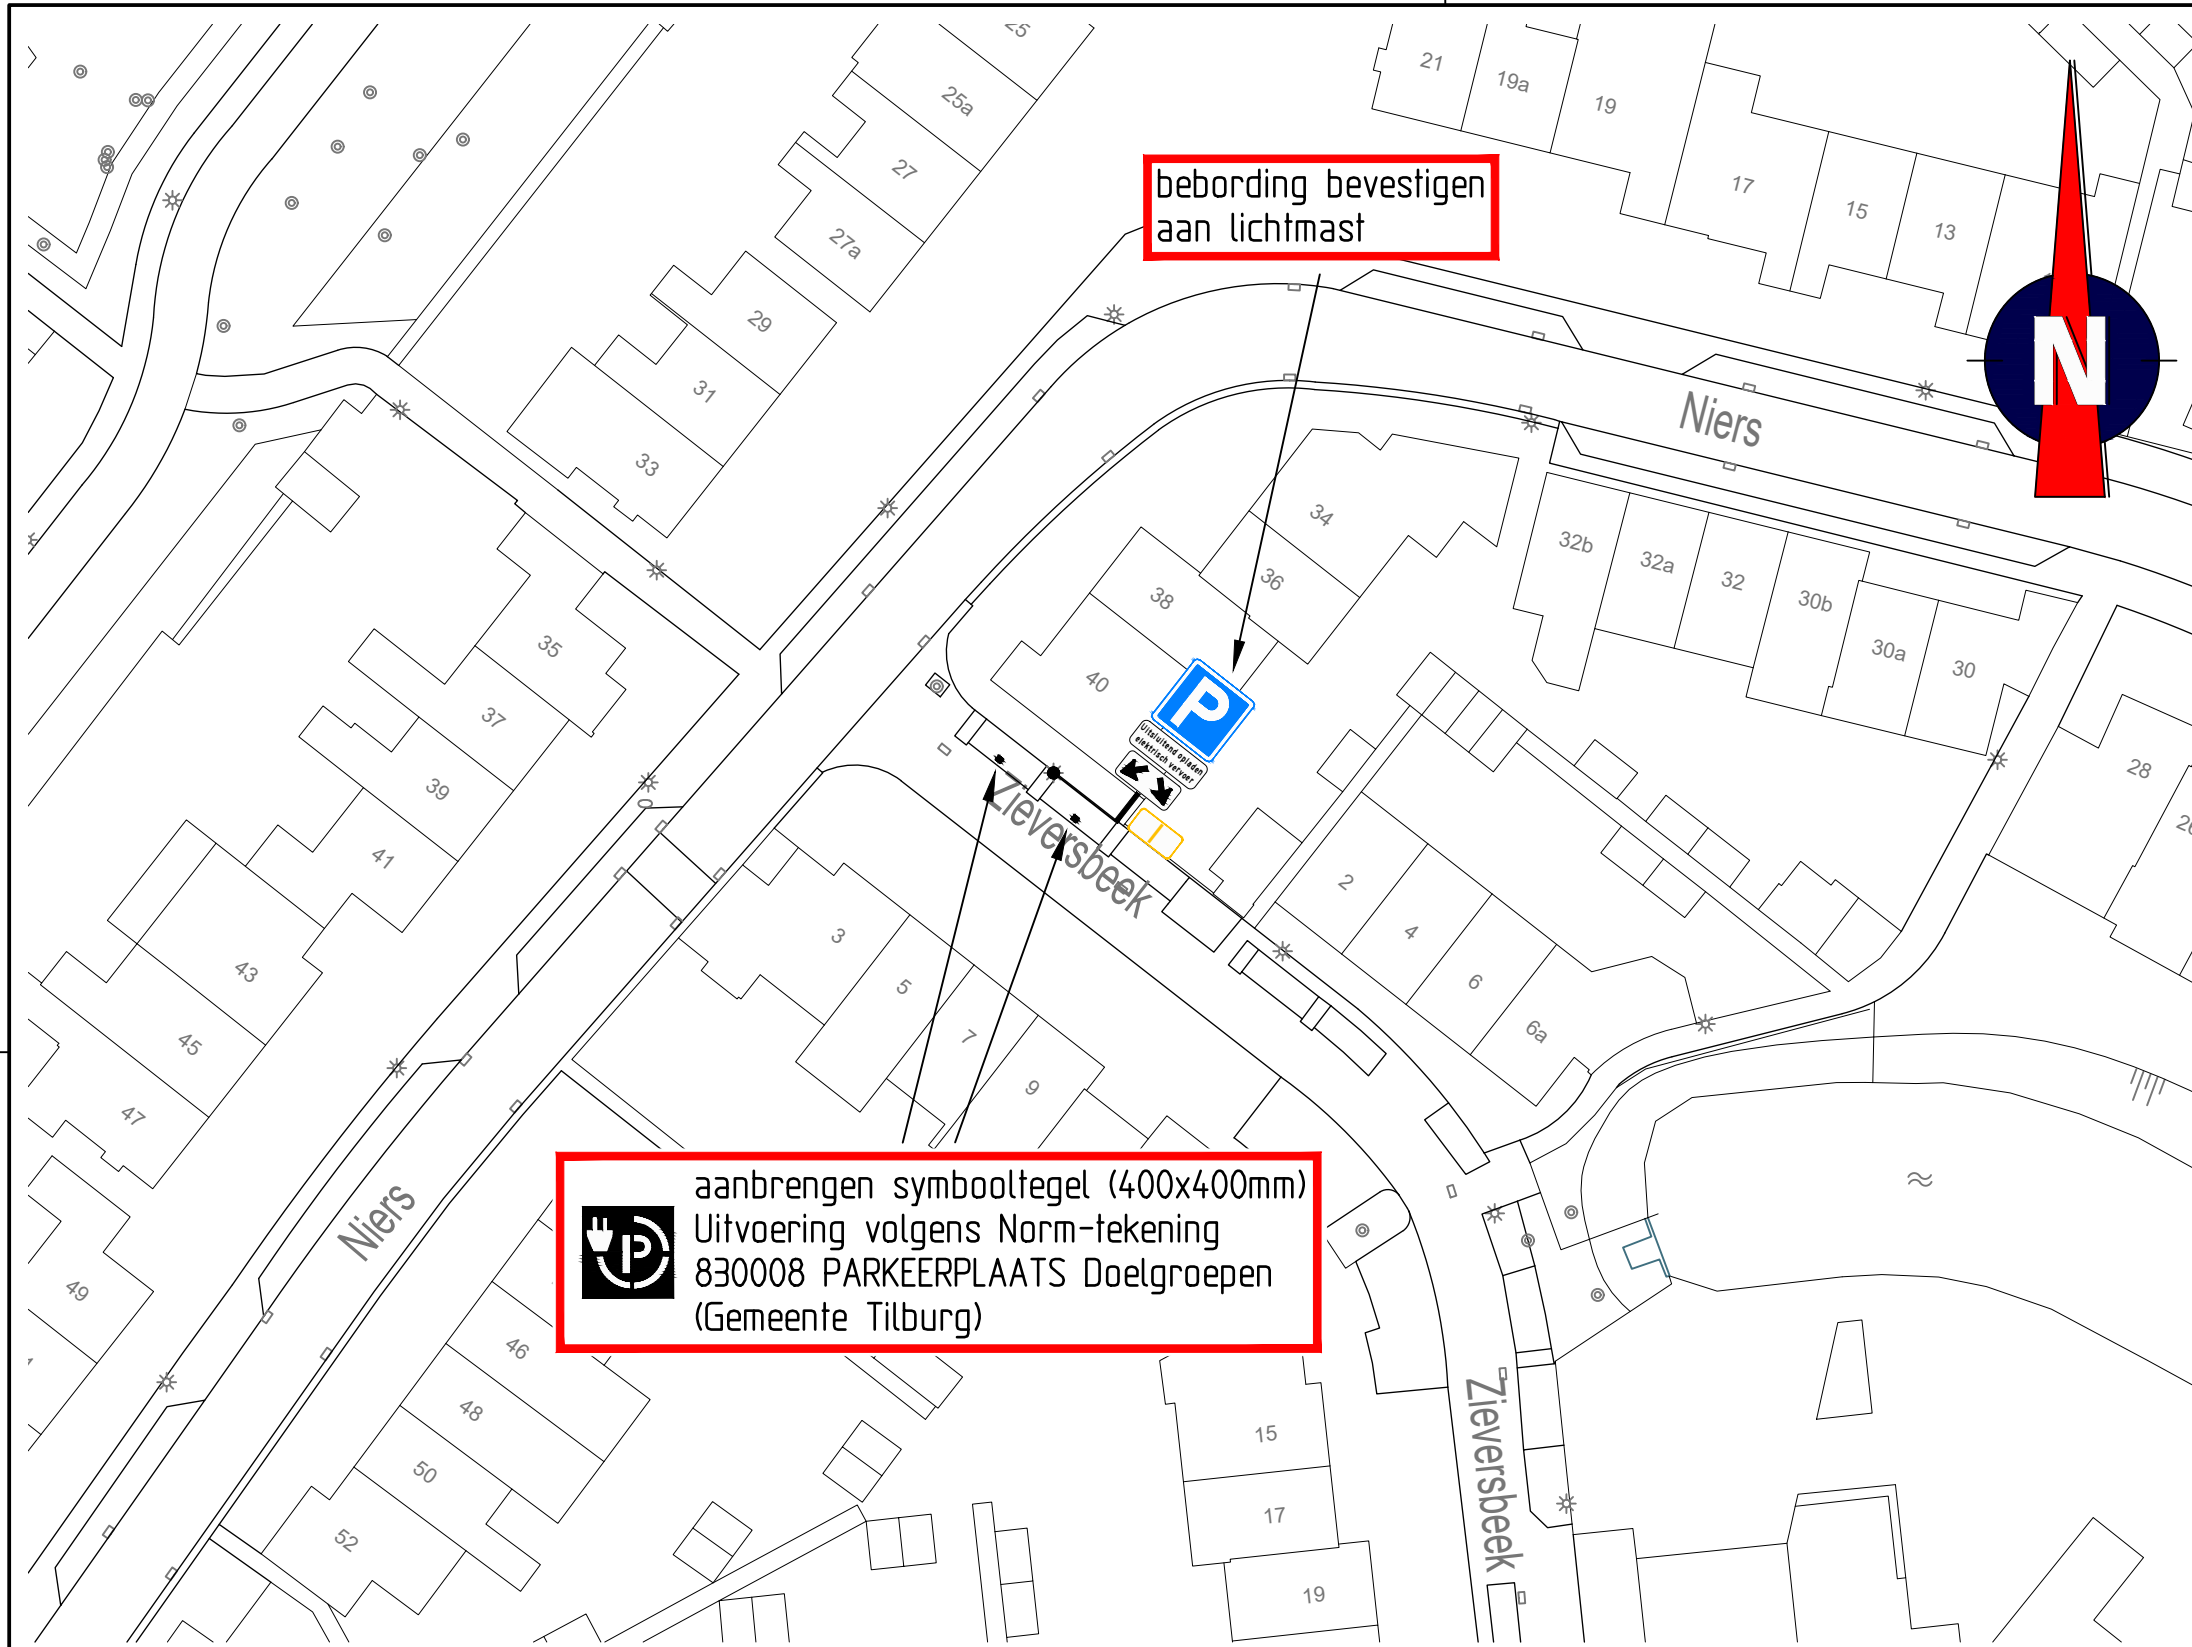 25
25a
27
27a
29
31
33
21
19a
19
17
15
13
bebording bevestigen
aan lichtmast
N
Niers
34
36
38
40
32b
32a
32
30b
30a
30
28
35
37
39
41
43
45
47
49
P
Uitsluitend opladen
elektrisch vervoer
Zieversbeek
2
4
6
6a
3
5
7
9
Niers
P
aanbrengen symbooltegel (400x400mm)
Uitvoering volgens Norm-tekening
830008 PARKEERPLAATS Doelgroepen
(Gemeente Tilburg)
46
48
50
52
15
17
19
Zieversbeek